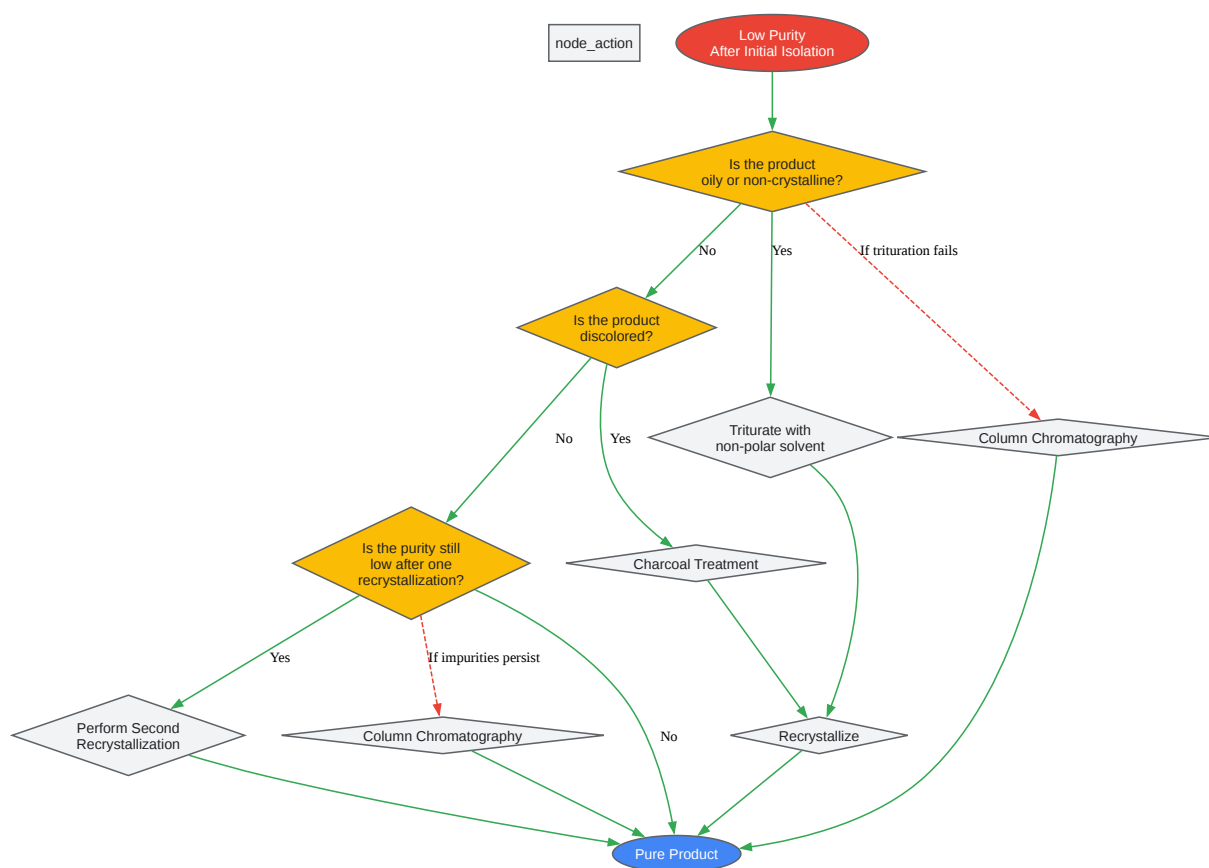 node_action
Low Purity
After Initial Isolation
Is the product
oily or non-crystalline?
No
Yes
If trituration fails
Is the product
discolored?
No
Yes
Triturate with
non-polar solvent
Column Chromatography
Is the purity still
low after one
recrystallization?
Charcoal Treatment
Yes
If impurities persist
No
Perform Second
Recrystallization
Column Chromatography
Recrystallize
Pure Product